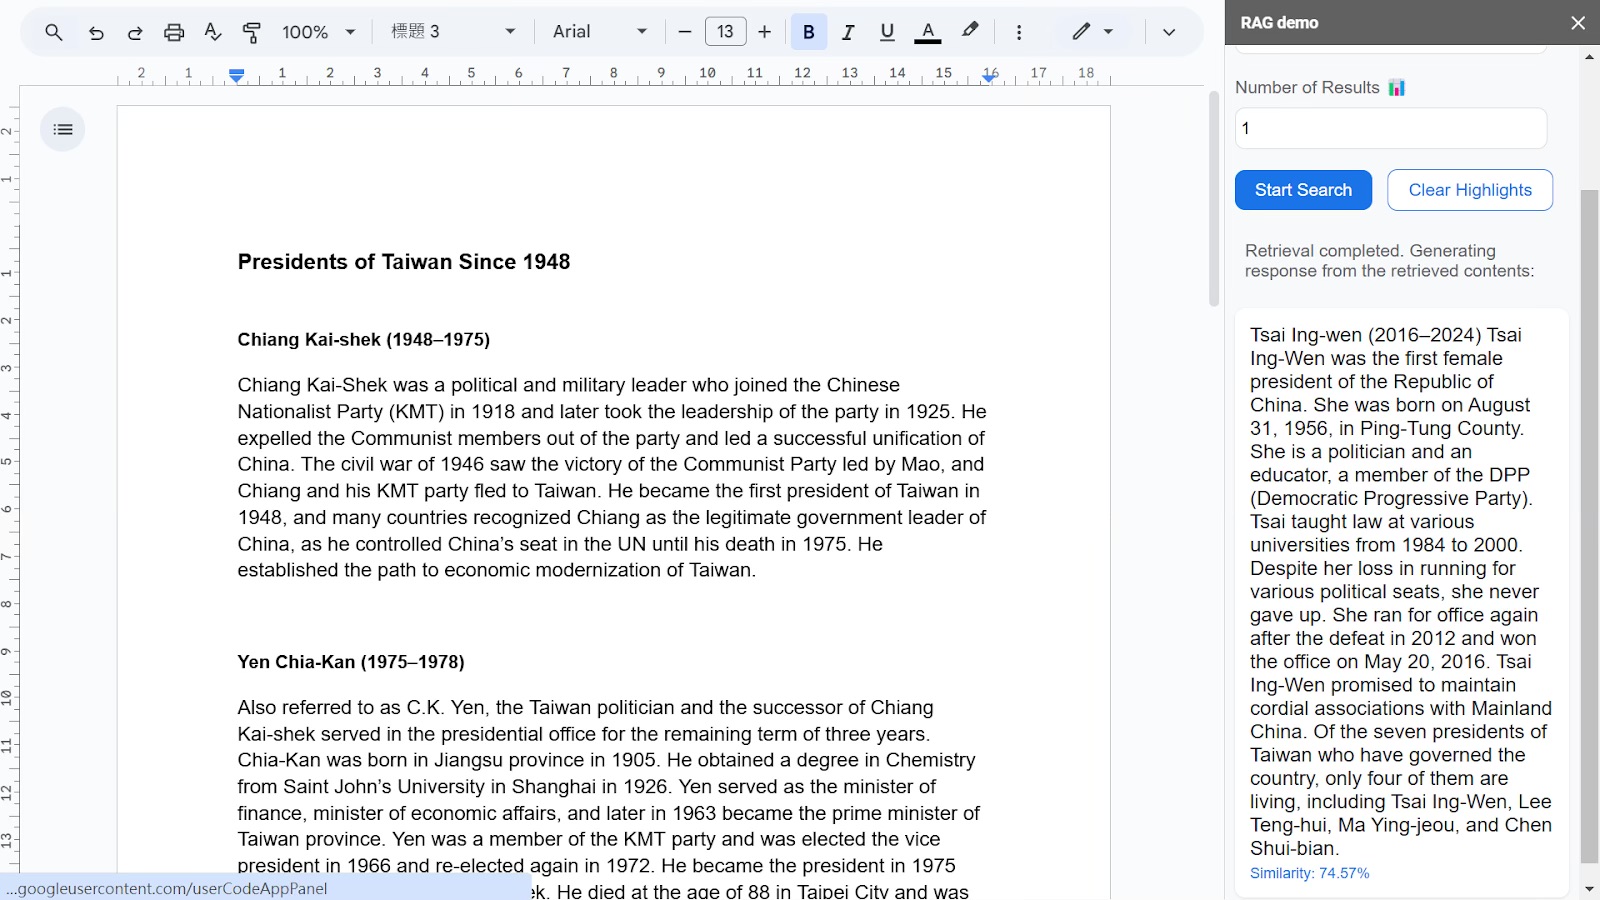 100%
標題 3
Arial
13
B
I
U
A
RAG demo
2 1 1 2 3 4 5 6 7 8 9 10 11 12 13 14 15 16 17 18
2
1
1
2
3
4
5
6
7
8
9
10
11
12
13
Presidents of Taiwan Since 1948
Chiang Kai-shek (1948–1975)
Chiang Kai-Shek was a political and military leader who joined the Chinese
Nationalist Party (KMT) in 1918 and later took the leadership of the party in 1925. He
expelled the Communist members out of the party and led a successful unification of
China. The civil war of 1946 saw the victory of the Communist Party led by Mao, and
Chiang and his KMT party fled to Taiwan. He became the first president of Taiwan in
1948, and many countries recognized Chiang as the legitimate government leader of
China, as he controlled China’s seat in the UN until his death in 1975. He
established the path to economic modernization of Taiwan.
Yen Chia-Kan (1975–1978)
Also referred to as C.K. Yen, the Taiwan politician and the successor of Chiang
Kai-shek served in the presidential office for the remaining term of three years.
Chia-Kan was born in Jiangsu province in 1905. He obtained a degree in Chemistry
from Saint John’s University in Shanghai in 1926. Yen served as the minister of
finance, minister of economic affairs, and later in 1963 became the prime minister of
Taiwan province. Yen was a member of the KMT party and was elected the vice
president in 1966 and re-elected again in 1972. He became the president in 1975
ek. He died at the age of 88 in Taipei City and was
...googleusercontent.com/userCodeAppPanel
Number of Results
1
Start Search
Clear Highlights
Retrieval completed. Generating
response from the retrieved contents:
Tsai Ing-wen (2016–2024) Tsai
Ing-Wen was the first female
president of the Republic of
China. She was born on August
31, 1956, in Ping-Tung County.
She is a politician and an
educator, a member of the DPP
(Democratic Progressive Party).
Tsai taught law at various
universities from 1984 to 2000.
Despite her loss in running for
various political seats, she never
gave up. She ran for office again
after the defeat in 2012 and won
the office on May 20, 2016. Tsai
Ing-Wen promised to maintain
cordial associations with Mainland
China. Of the seven presidents of
Taiwan who have governed the
country, only four of them are
living, including Tsai Ing-Wen, Lee
Teng-hui, Ma Ying-jeou, and Chen
Shui-bian.
Similarity: 74.57%